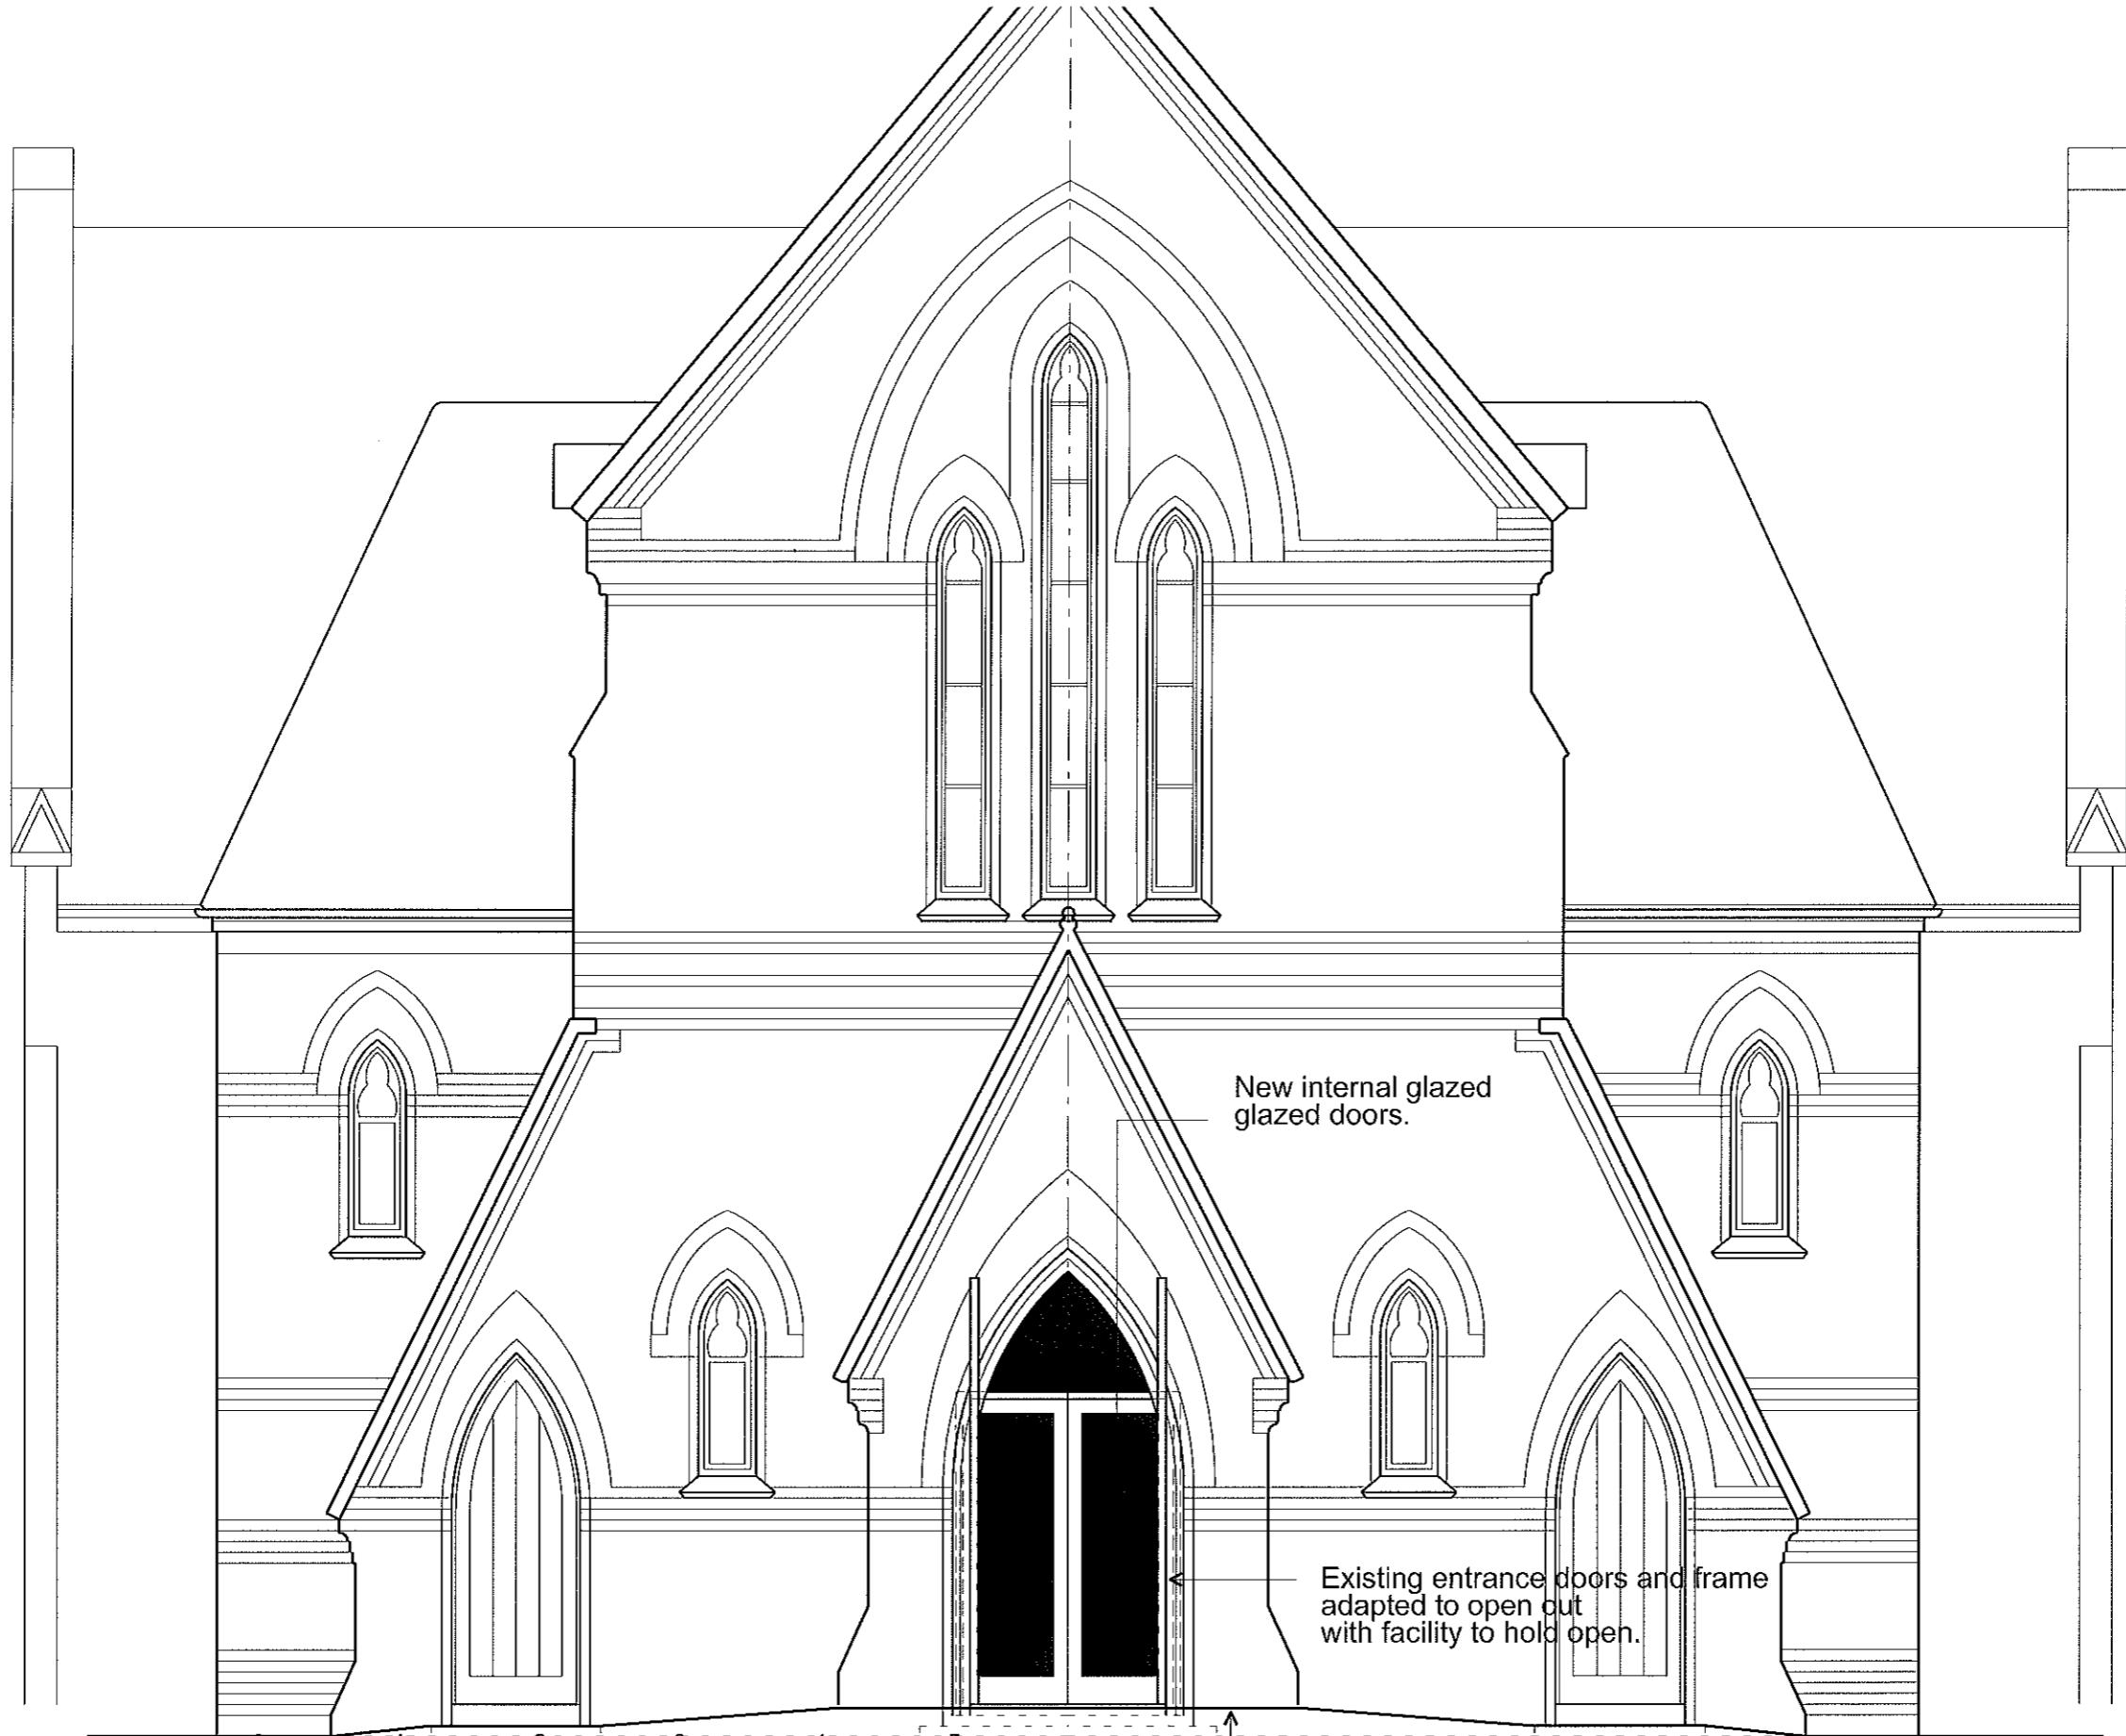 New internal glazed
glazed doors.
Existing entrance doors and frame
adapted to open out
with facility to hold open.